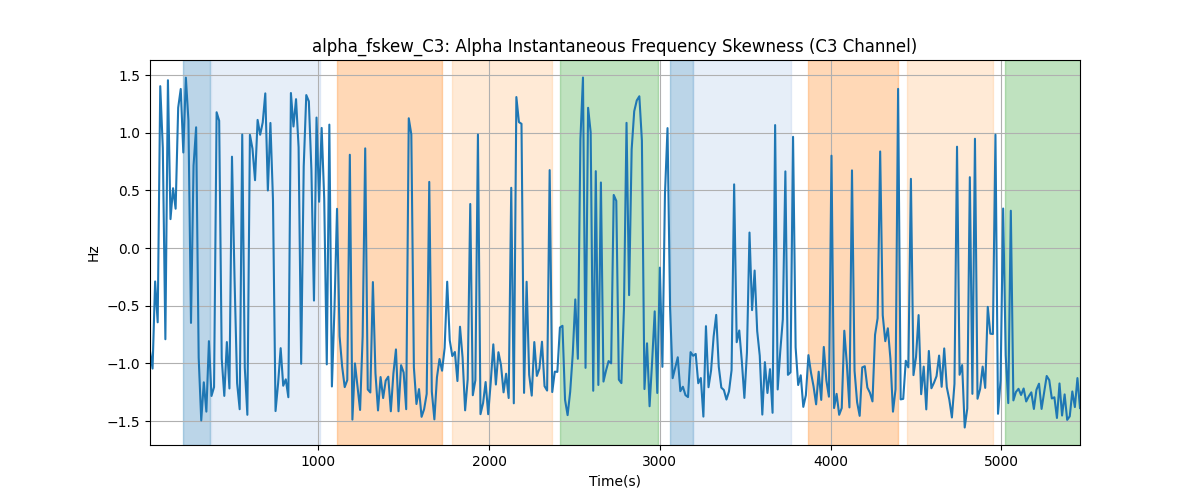 alpha_fskew_C3: Alpha Instantaneous Frequency Skewness (C3 Channel)
1.5
1.0
0.5
0.0
−0.5
−1.0
−1.5
Hz
1000 2000 3000 4000 5000
Time(s)